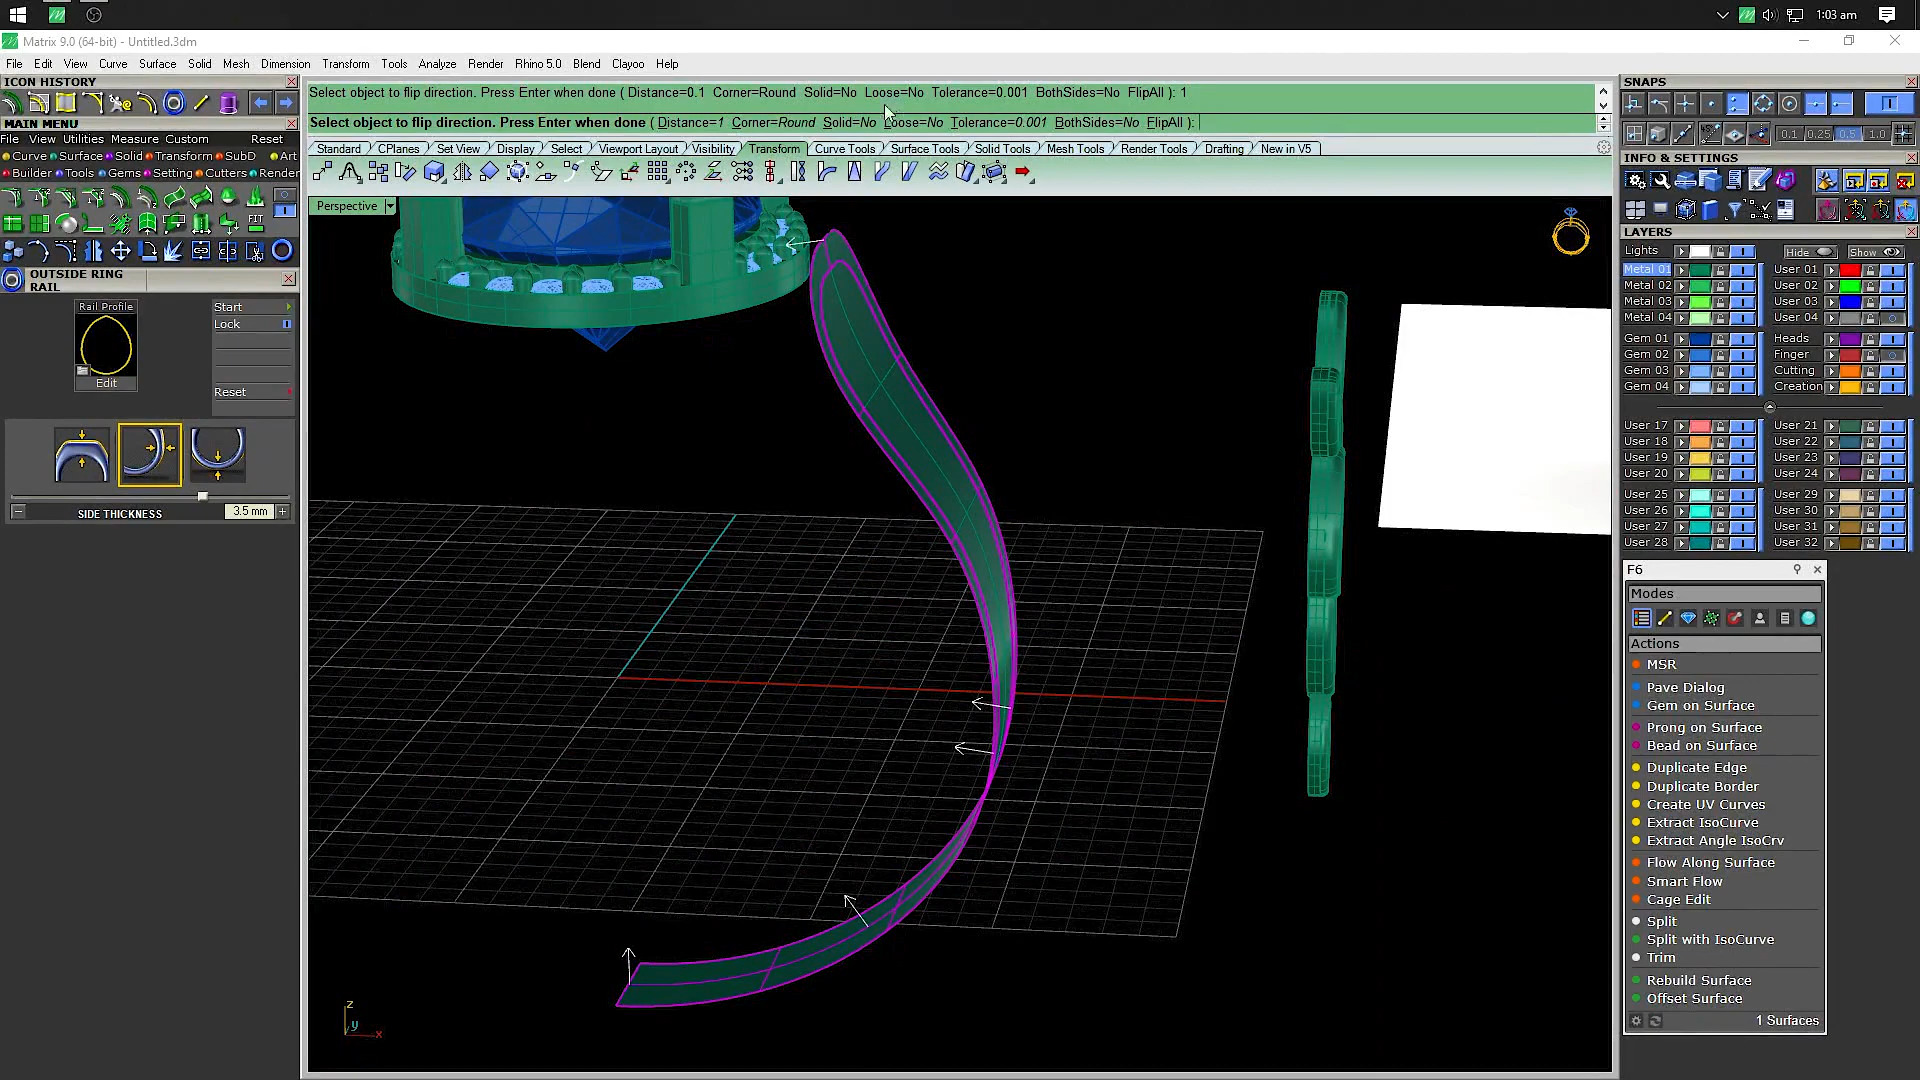 1:03 am
Matrix 9.0 (64-bit) - Untitled.3dm
File Edit View Curve Surface Solid Mesh Dimension Transform Tools Analyze Render Rhino 5.0 Blend Clayoo Help
ICON HISTORY
MAIN MENU
File View Utilities Measure Custom Reset
Curve Surface Solid Transform SubD Art
Builder Tools Gems Setting Cutters Render
FIT
OUTSIDE RING
RAIL
Rail Profile
Edit
Start
Lock
Reset
SIDE THICKNESS 3.5 mm
Select object to flip direction. Press Enter when done ( Distance=0.1 Corner=Round Solid=No Loose=No Tolerance=0.001 BothSides=No FlipAll ): 1
Select object to flip direction. Press Enter when done ( Distance=1 Corner=Round Solid=No Loose=No Tolerance=0.001 BothSides=No FlipAll ):
Standard CPlanes Set View Display Select Viewport Layout Visibility Transform Curve Tools Surface Tools Solid Tools Mesh Tools Render Tools Drafting New in V5
Perspective
z
y
x
SNAPS
0.1 0.25 0.5 1.0
INFO & SETTINGS
LAYERS
Lights Hide Show
Metal 01 User 01
Metal 02 User 02
Metal 03 User 03
Metal 04 User 04
Gem 01 Heads
Gem 02 Finger
Gem 03 Cutting
Gem 04 Creation
User 17 User 21
User 18 User 22
User 19 User 23
User 20 User 24
User 25 User 29
User 26 User 30
User 27 User 31
User 28 User 32
F6
Modes
Actions
MSR
Pave Dialog
Gem on Surface
Prong on Surface
Bead on Surface
Duplicate Edge
Duplicate Border
Create UV Curves
Extract IsoCurve
Extract Angle IsoCrv
Flow Along Surface
Smart Flow
Cage Edit
Split
Split with IsoCurve
Trim
Rebuild Surface
Offset Surface
1 Surfaces